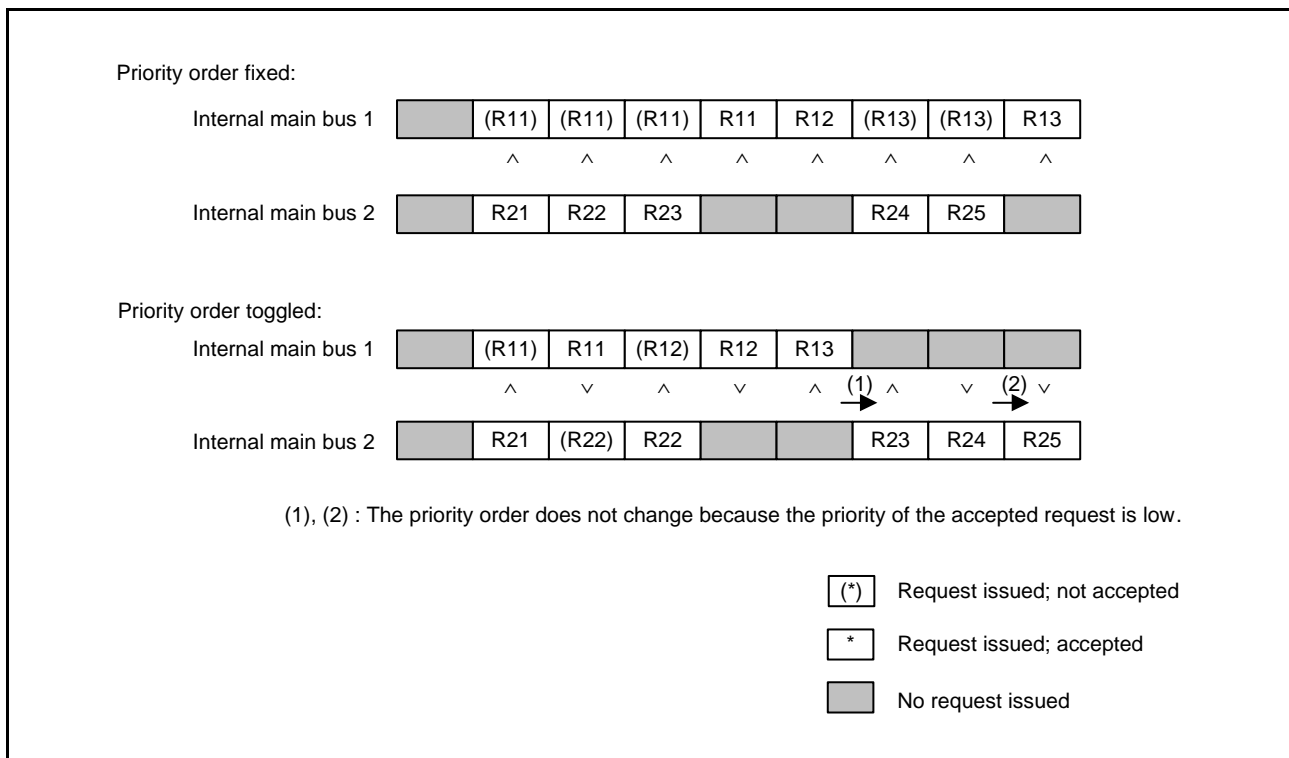 Priority order fixed:
Internal main bus 1 (R11) (R11) (R11) R11 R12 (R13) (R13) R13
^ ^ ^ ^ ^ ^ ^ ^
Internal main bus 2 R21 R22 R23 R24 R25
Priority order toggled:
Internal main bus 1 (R11) R11 (R12) R12 R13
^ v ^ v ^ (1) ^ v (2) v
Internal main bus 2 R21 (R22) R22 R23 R24 R25
(1), (2) : The priority order does not change because the priority of the accepted request is low.
(*) Request issued; not accepted
* Request issued; accepted
No request issued